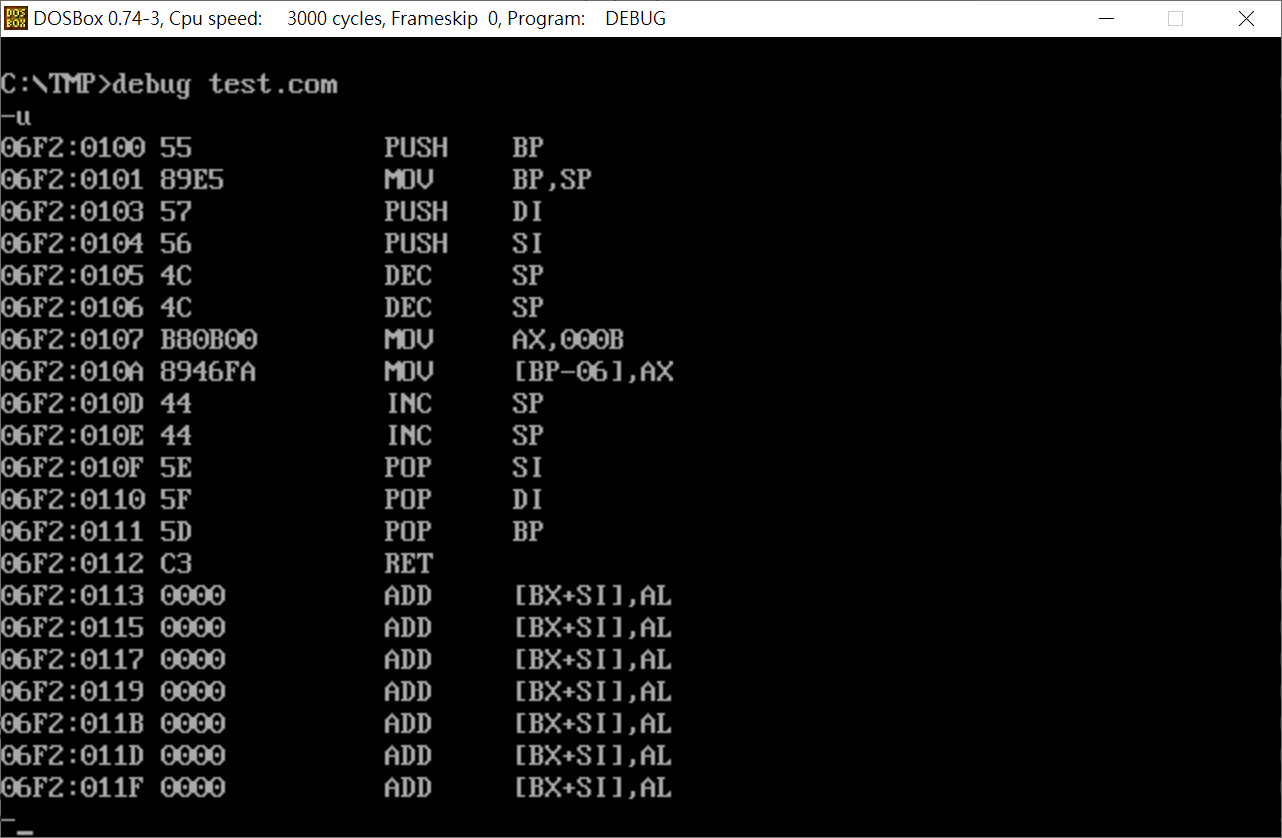 DOS BOX DOSBox 0.74-3, Cpu speed: 3000 cycles, Frameskip 0, Program: DEBUG
C:\TMP>debug test.com
-u
06F2:0100 55 PUSH BP
06F2:0101 89E5 MOV BP,SP
06F2:0103 57 PUSH DI
06F2:0104 56 PUSH SI
06F2:0105 4C DEC SP
06F2:0106 4C DEC SP
06F2:0107 B80B00 MOV AX,000B
06F2:010A 8946FA MOV [BP-06],AX
06F2:010D 44 INC SP
06F2:010E 44 INC SP
06F2:010F 5E POP SI
06F2:0110 5F POP DI
06F2:0111 5D POP BP
06F2:0112 C3 RET
06F2:0113 0000 ADD [BX+SI],AL
06F2:0115 0000 ADD [BX+SI],AL
06F2:0117 0000 ADD [BX+SI],AL
06F2:0119 0000 ADD [BX+SI],AL
06F2:011B 0000 ADD [BX+SI],AL
06F2:011D 0000 ADD [BX+SI],AL
06F2:011F 0000 ADD [BX+SI],AL
-_